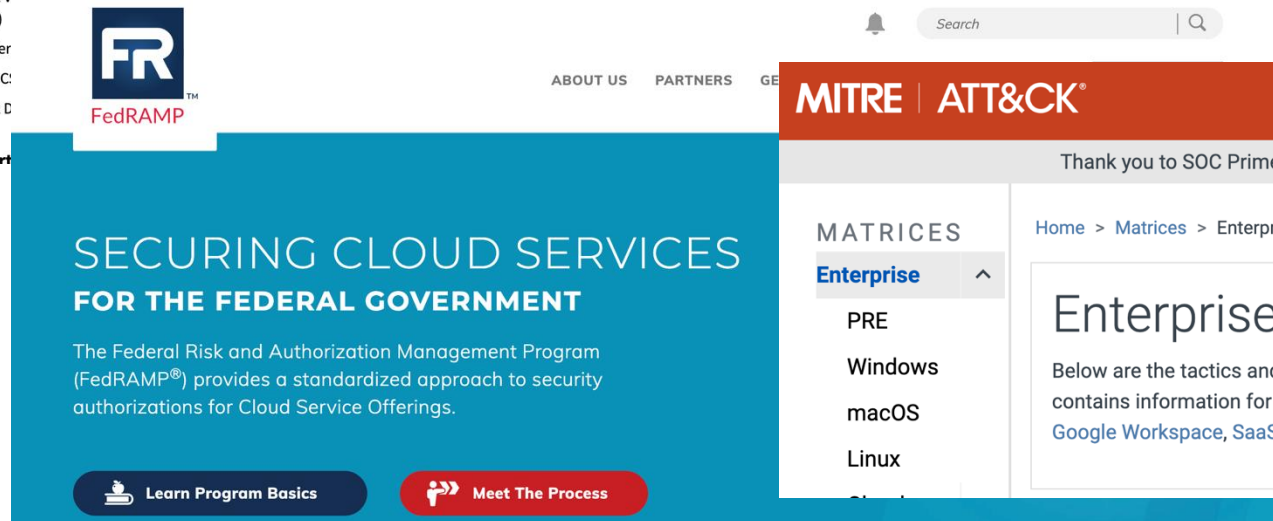 FR
TM
FedRAMP
Search
ABOUT US PARTNERS
SECURING CLOUD SERVICES
FOR THE FEDERAL GOVERNMENT
The Federal Risk and Authorization Management Program
(FedRAMP®) provides a standardized approach to security
authorizations for Cloud Service Offerings.
Learn Program Basics
Meet The Process
MITRE | ATT&CK®
Thank you to SOC Prime
MATRICES
Enterprise
PRE
Windows
macOS
Linux
Home > Matrices > Enterpr
Enterprise
Below are the tactics and
contains information for
Google Workspace, SaaS